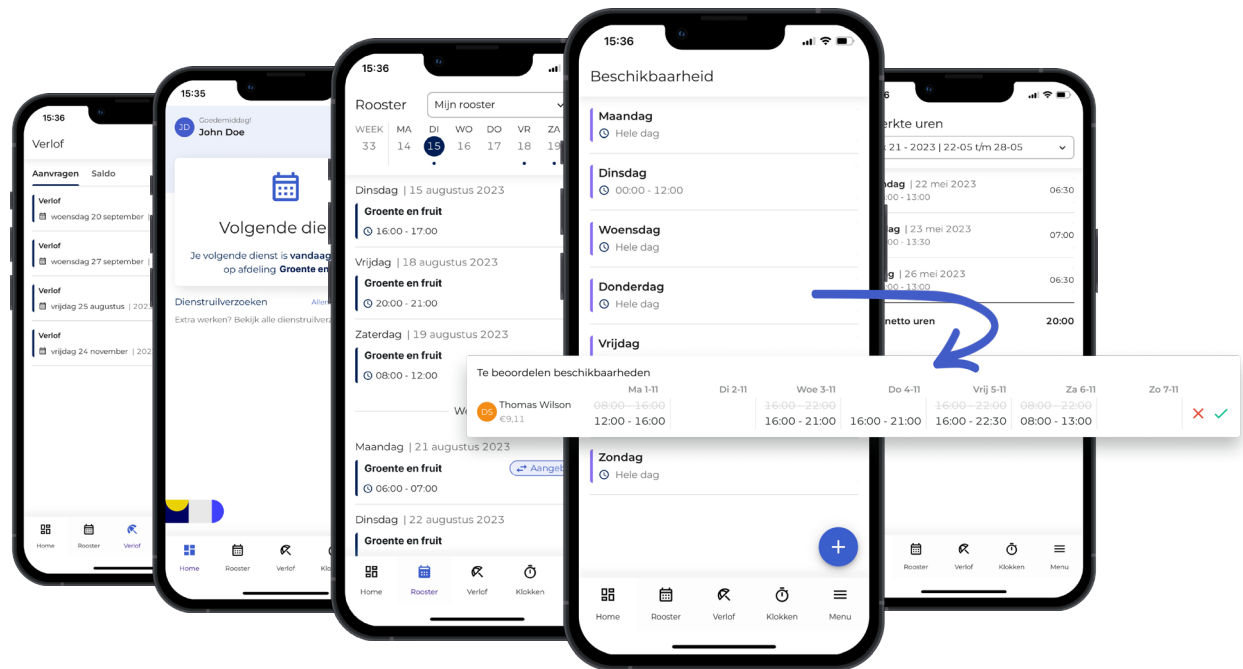 15:36
Verlof
Aanvragen Saldo
Verlof
woensdag 20 september |
Verlof
woensdag 27 september |
Verlof
vrijdag 25 augustus | 202
Verlof
vrijdag 24 november | 202
Home Rooster Verlof
15:35
JD
Goedemiddag!
John Doe
Volgende die
Je volgende dienst is vandaag
op afdeling Groente en
Dienstruilverzoeken
Extra werken? Bekijk alle dienstruilverz
Home Rooster Verlof
15:36
Rooster Mijn rooster
WEEK MA DI WO DO VR ZA
33 14 15 16 17 18 19
Dinsdag | 15 augustus 2023
Groente en fruit
16:00 - 17:00
Vrijdag | 18 augustus 2023
Groente en fruit
20:00 - 21:00
Zaterdag | 19 augustus 2023
Groente en fruit
08:00 - 12:00
Maandag | 21 augustus 2023
Groente en fruit Aangeb
06:00 - 07:00
Dinsdag | 22 augustus 2023
Groente en fruit
Home Rooster Verlof Klokken
15:36
Beschikbaarheid
Maandag
Hele dag
Dinsdag
00:00 - 12:00
Woensdag
Hele dag
Donderdag
Hele dag
Vrijdag
Zondag
Hele dag
+
Home Rooster Verlof Klokken Menu
Te beoordelen beschikbaarheden
Ma 1-11 Di 2-11 Woe 3-11 Do 4-11 Vrij 5-11 Za 6-11 Zo 7-11
DS Thomas Wilson 08:00 - 16:00 16:00 - 22:00 16:00 - 22:00 08:00 - 22:00
€9,11 12:00 - 16:00 16:00 - 21:00 16:00 - 21:00 16:00 - 22:30 08:00 - 13:00
erkte uren
21 - 2023 | 22-05 t/m 28-05
dag | 22 mei 2023 06:30
:00 - 13:00
ag | 23 mei 2023 07:00
00 - 13:30
g | 26 mei 2023 06:30
:00 - 13:00
netto uren 20:00
Rooster Verlof Klokken Menu